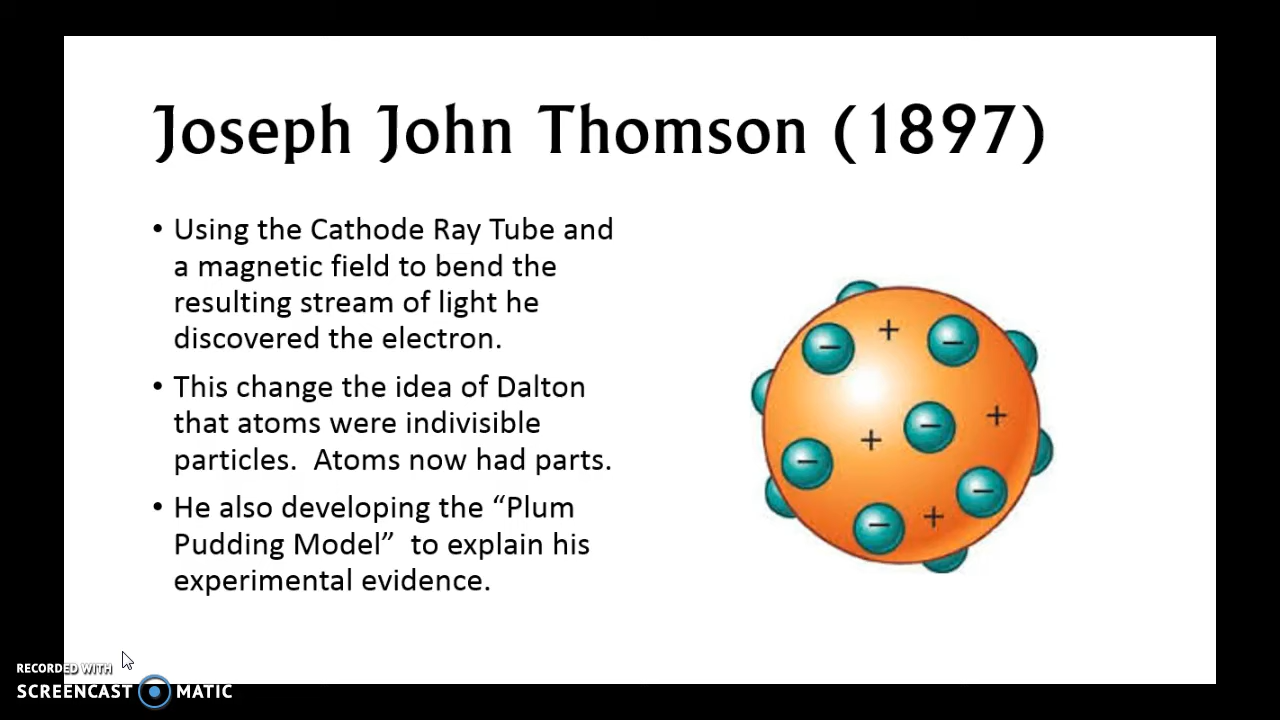 Joseph John Thomson (1897)
• Using the Cathode Ray Tube and
a magnetic field to bend the
resulting stream of light he
discovered the electron.
• This change the idea of Dalton
that atoms were indivisible
particles.  Atoms now had parts.
• He also developing the “Plum
Pudding Model”  to explain his
experimental evidence.
− + −
+ − +
−
− + −
RECORDED WITH
SCREENCAST MATIC